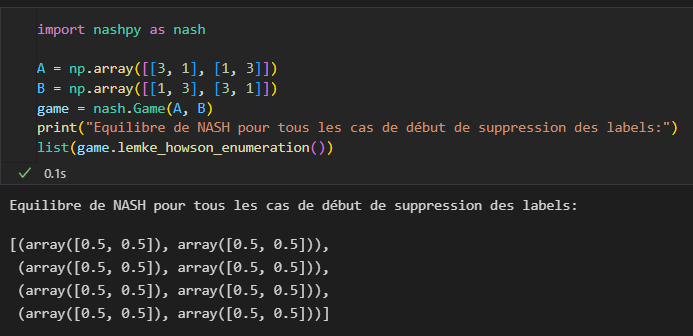 import nashpy as nash
A = np.array([[3, 1], [1, 3]])
B = np.array([[1, 3], [3, 1]])
game = nash.Game(A, B)
print("Equilibre de NASH pour tous les cas de début de suppression des labels:")
list(game.lemke_howson_enumeration())
✓ 0.1s
Equilibre de NASH pour tous les cas de début de suppression des labels:
[(array([0.5, 0.5]), array([0.5, 0.5])),
 (array([0.5, 0.5]), array([0.5, 0.5])),
 (array([0.5, 0.5]), array([0.5, 0.5])),
 (array([0.5, 0.5]), array([0.5, 0.5]))]